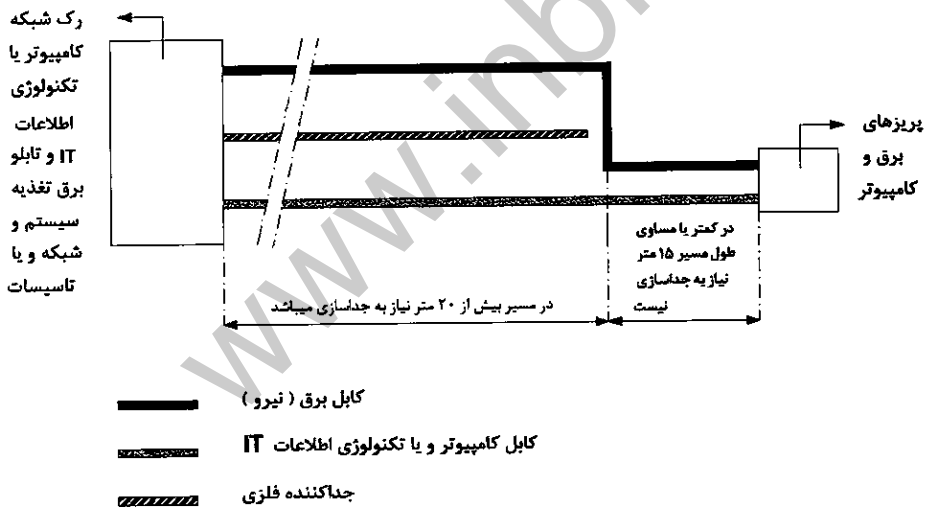 رک شبکه
کامپیوتر یا
تکنولوژی
اطلاعات
IT و تابلو
برق تغذیه
سیستم و
شبکه و یا
تاسیسات
پریزهای
برق و
کامپیوتر
در کمتر یا مساوی
طول مسیر ۱۵ متر
نیاز به جداسازی
نیست
در مسیر بیش از ۲۰ متر نیاز به جداسازی میباشد
کابل برق ( نیرو )
کابل کامپیوتر و یا تکنولوژی اطلاعات IT
جداکننده فلزی